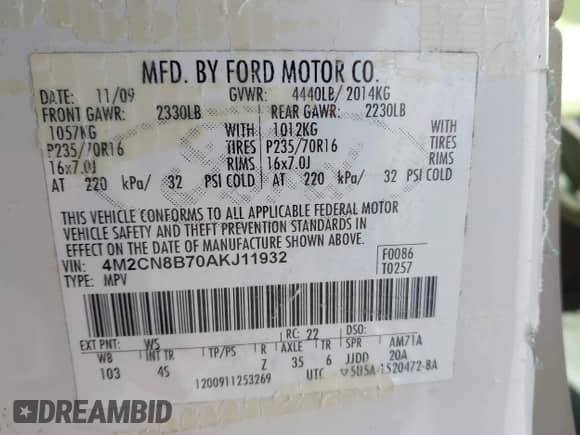 MFD. BY FORD MOTOR CO.
DATE: 11/09 GVWR: 4440LB/ 2014KG
FRONT GAWR: 2330LB REAR GAWR: 2230LB
1057KG WITH 1012KG WITH
P235/70R16 TIRES P235/70R16 TIRES
16x7.0J RIMS 16x7.0J RIMS
AT 220 kPa/ 32 PSI COLD AT 220 kPa/ 32 PSI COLD
THIS VEHICLE CONFORMS TO ALL APPLICABLE FEDERAL MOTOR
VEHICLE SAFETY AND THEFT PREVENTION STANDARDS IN
EFFECT ON THE DATE OF MANUFACTURE SHOWN ABOVE.
VIN: 4M2CN8B70AKJ11932 F0086
TYPE: MPV T0257
EXT PNT: WS RC: 22 DSO:
WB INT TR TP/PS R AXLE TR SPR AM71A
103 4S Z 35 6 JJDD 20A
1200911253269 UTC 5U5A-1520472-BA
DREAMBID